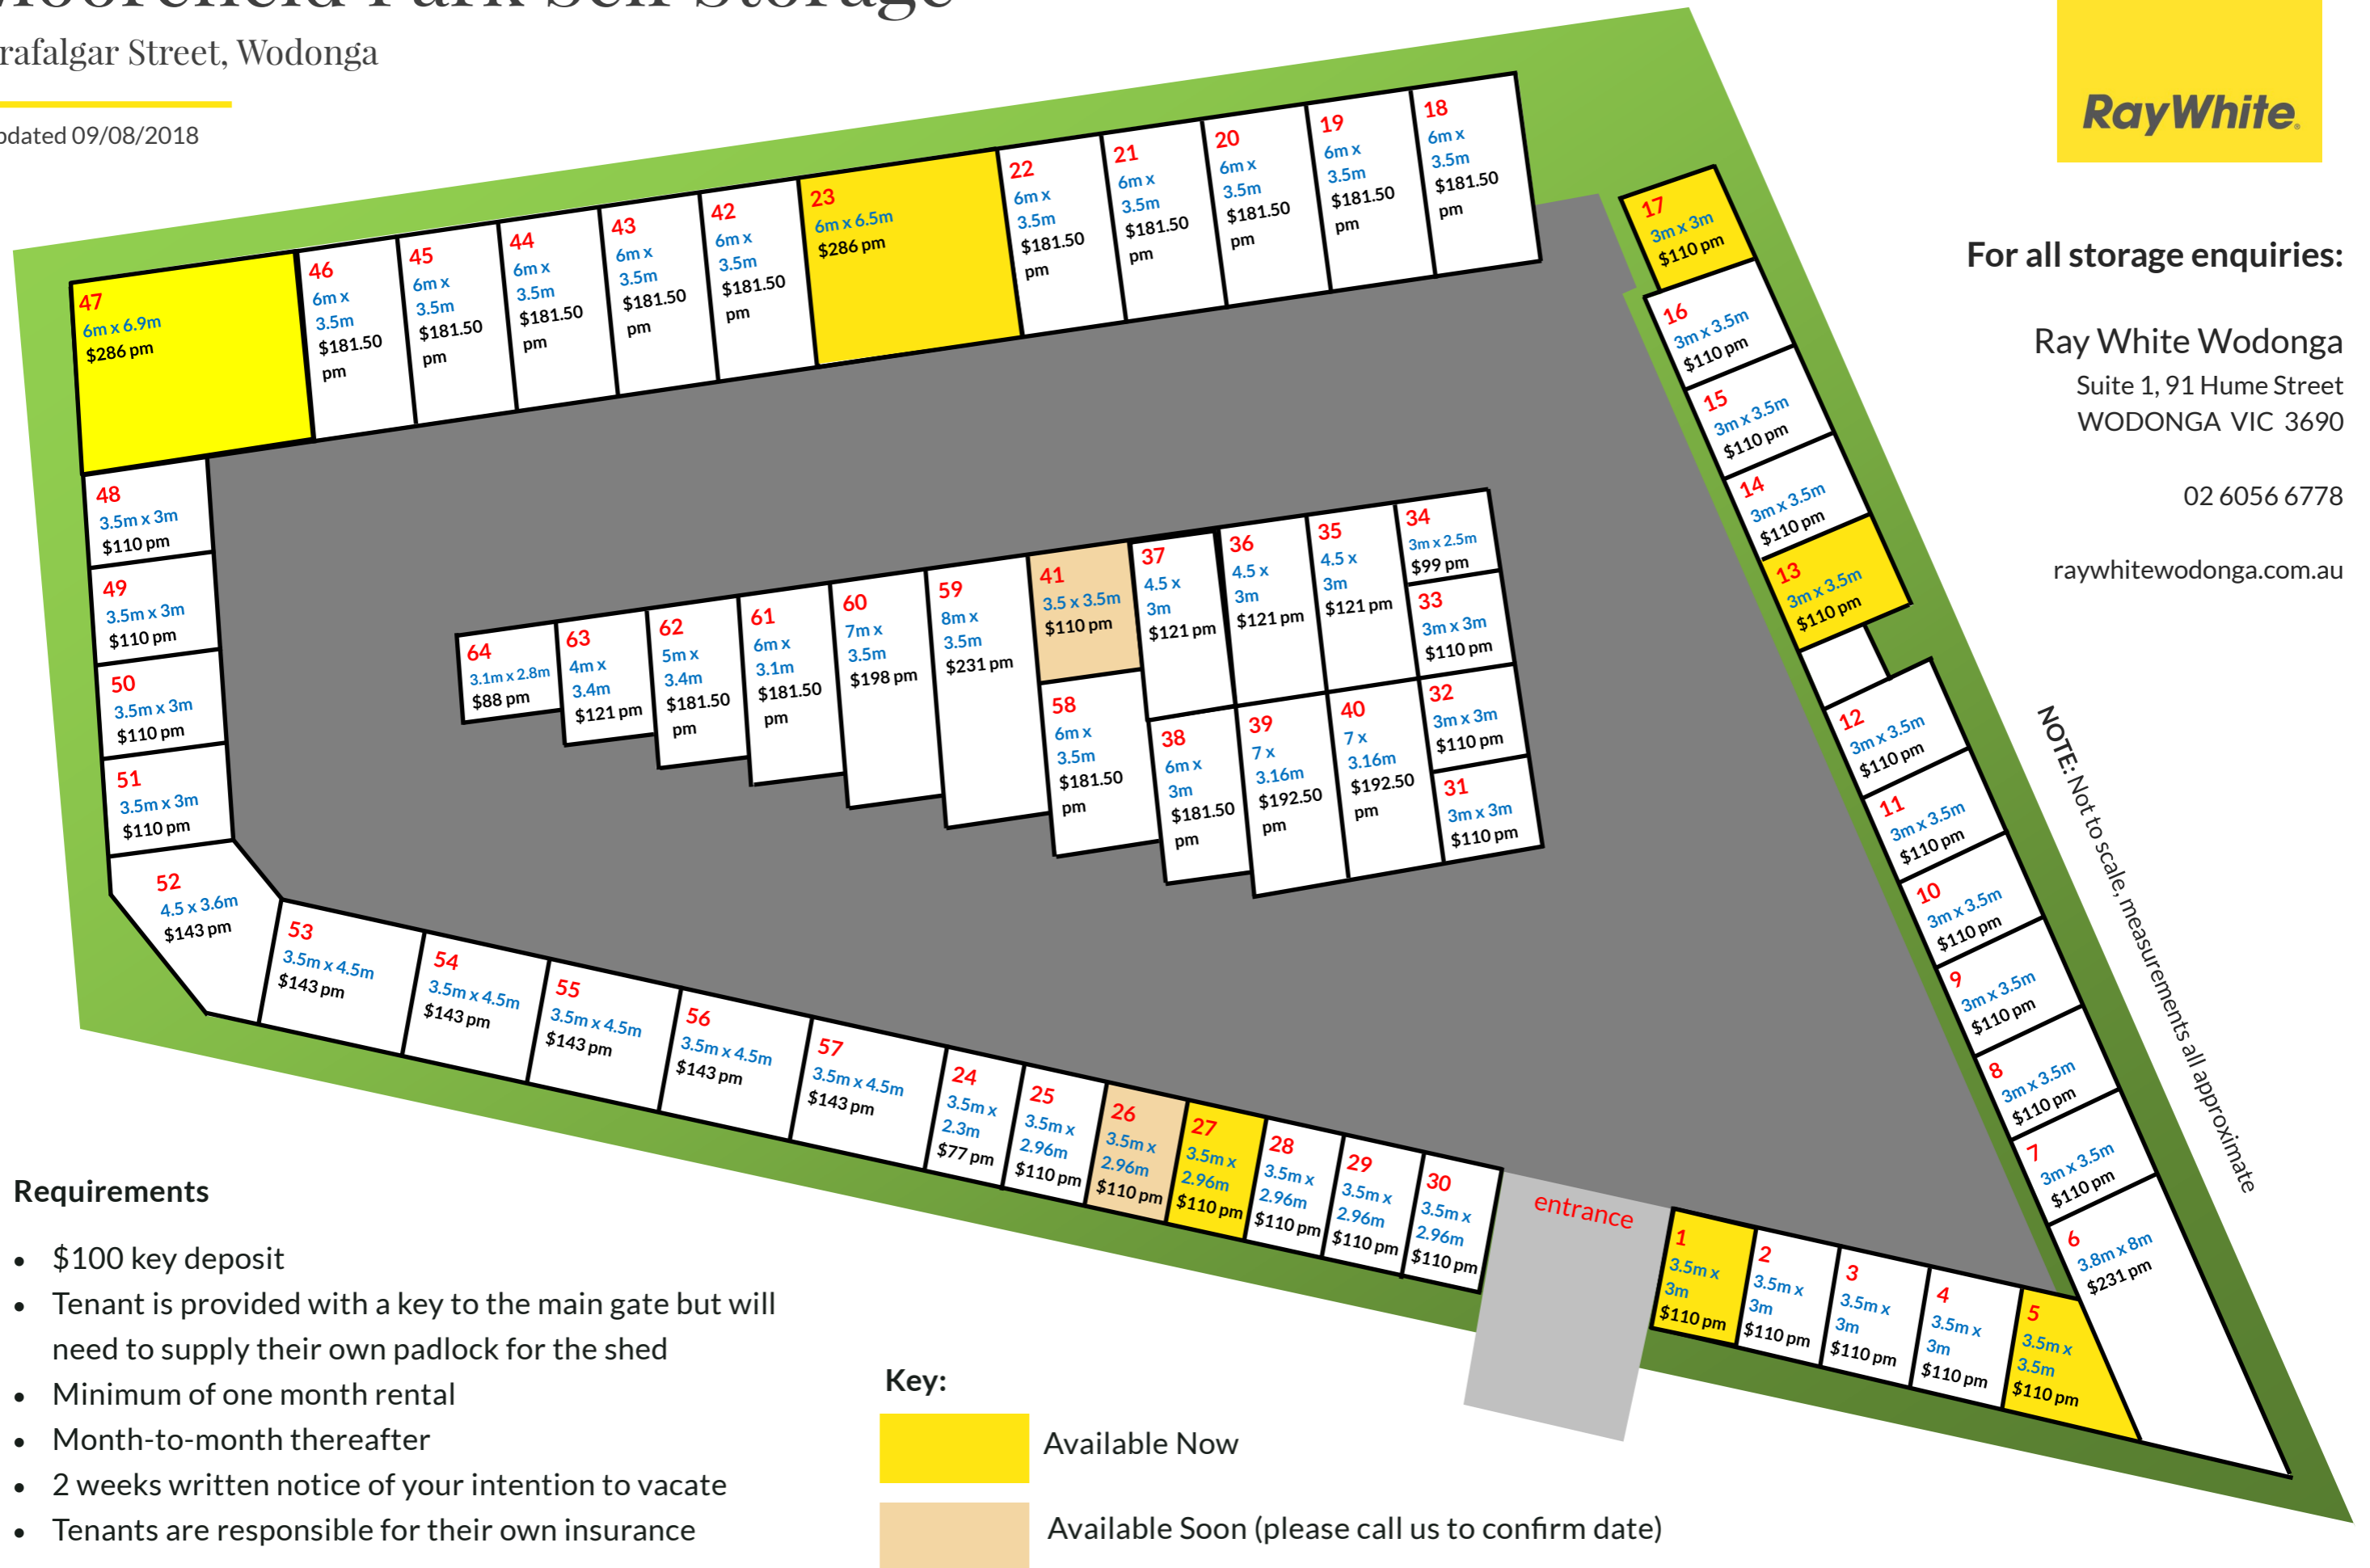 Moorefield Park Self Storage
rafalgar Street, Wodonga
pdated 09/08/2018
RayWhite.
For all storage enquiries:
Ray White Wodonga
Suite 1, 91 Hume Street
WODONGA VIC 3690
02 6056 6778
raywhitewodonga.com.au
47
6m x 6.9m
$286 pm
46
6m x
3.5m
$181.50
pm
45
6m x
3.5m
$181.50
pm
44
6m x
3.5m
$181.50
pm
43
6m x
3.5m
$181.50
pm
42
6m x
3.5m
$181.50
pm
23
6m x 6.5m
$286 pm
22
6m x
3.5m
$181.50
pm
21
6m x
3.5m
$181.50
pm
20
6m x
3.5m
$181.50
pm
19
6m x
3.5m
$181.50
pm
18
6m x
3.5m
$181.50
pm
17
3m x 3m
$110 pm
16
3m x 3.5m
$110 pm
15
3m x 3.5m
$110 pm
14
3m x 3.5m
$110 pm
13
3m x 3.5m
$110 pm
12
3m x 3.5m
$110 pm
11
3m x 3.5m
$110 pm
10
3m x 3.5m
$110 pm
9
3m x 3.5m
$110 pm
8
3m x 3.5m
$110 pm
7
3m x 3.5m
$110 pm
6
3.8m x 8m
$231 pm
NOTE: Not to scale, measurements all approximate
48
3.5m x 3m
$110 pm
49
3.5m x 3m
$110 pm
50
3.5m x 3m
$110 pm
51
3.5m x 3m
$110 pm
52
4.5 x 3.6m
$143 pm
64
3.1m x 2.8m
$88 pm
63
4m x
3.4m
$121 pm
62
5m x
3.4m
$181.50
pm
61
6m x
3.1m
$181.50
pm
60
7m x
3.5m
$198 pm
59
8m x
3.5m
$231 pm
41
3.5 x 3.5m
$110 pm
37
4.5 x
3m
$121 pm
36
4.5 x
3m
$121 pm
35
4.5 x
3m
$121 pm
34
3m x 2.5m
$99 pm
33
3m x 3m
$110 pm
58
6m x
3.5m
$181.50
pm
38
6m x
3m
$181.50
pm
39
7 x
3.16m
$192.50
pm
40
7 x
3.16m
$192.50
pm
32
3m x 3m
$110 pm
31
3m x 3m
$110 pm
53
3.5m x 4.5m
$143 pm
54
3.5m x 4.5m
$143 pm
55
3.5m x 4.5m
$143 pm
56
3.5m x 4.5m
$143 pm
57
3.5m x 4.5m
$143 pm
24
3.5m x
2.3m
$77 pm
25
3.5m x
2.96m
$110 pm
26
3.5m x
2.96m
$110 pm
27
3.5m x
2.96m
$110 pm
28
3.5m x
2.96m
$110 pm
29
3.5m x
2.96m
$110 pm
30
3.5m x
2.96m
$110 pm
entrance
1
3.5m x
3m
$110 pm
2
3.5m x
3m
$110 pm
3
3.5m x
3m
$110 pm
4
3.5m x
3m
$110 pm
5
3.5m x
3.5m
$110 pm
Requirements
• $100 key deposit
• Tenant is provided with a key to the main gate but will
need to supply their own padlock for the shed
• Minimum of one month rental
• Month-to-month thereafter
• 2 weeks written notice of your intention to vacate
• Tenants are responsible for their own insurance
Key:
Available Now
Available Soon (please call us to confirm date)